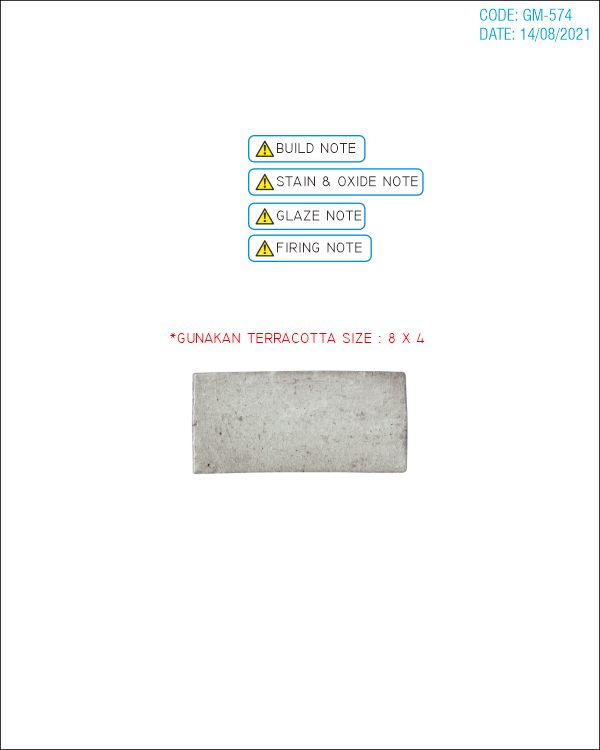 CODE: GM-574
DATE: 14/08/2021
BUILD NOTE
STAIN & OXIDE NOTE
GLAZE NOTE
FIRING NOTE
*GUNAKAN TERRACOTTA SIZE : 8 X 4